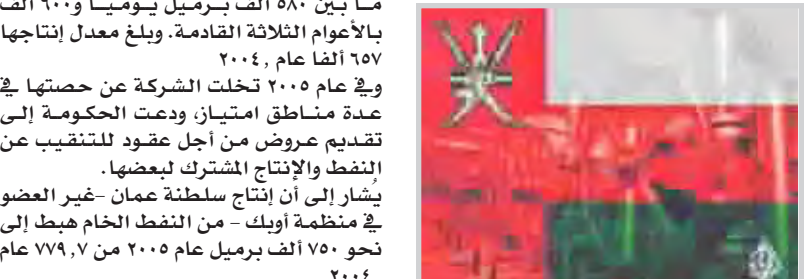 ما بين ٥٨٠ ألف برميل يوميا و٦٠٠ ألف
بالأعوام الثلاثة القادمة. وبلغ معدل إنتاجها
٦٥٧ ألفا عام ٢٠٠٤,
وفي عام ٢٠٠٥ تخلت الشركة عن حصتها في
عدة مناطق امتياز، ودعت الحكومة إلى
تقديم عروض من أجل عقود للتنقيب عن
النفط والإنتاج المشترك لبعضها.
يُشار إلى أن إنتاج سلطنة عمان -غير العضو
في منظمة أوبك - من النفط الخام هبط إلى
نحو ٧٥٠ ألف برميل عام ٢٠٠٥ من ٧٧٩,٧ عام
٢٠٠٤